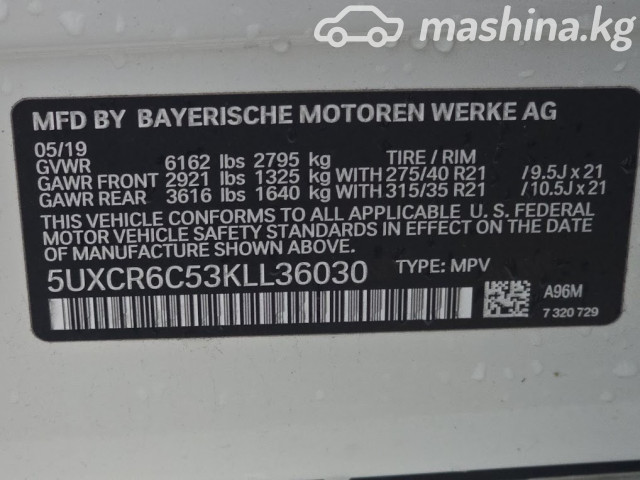 mashina.kg
MFD BY BAYERISCHE MOTOREN WERKE AG
05/19
GVWR 6162 lbs 2795 kg TIRE / RIM
GAWR FRONT 2921 lbs 1325 kg WITH 275/40 R21 / 9.5J x 21
GAWR REAR 3616 lbs 1640 kg WITH 315/35 R21 / 10.5J x 21
THIS VEHICLE CONFORMS TO ALL APPLICABLE U. S. FEDERAL
MOTOR VEHICLE SAFETY STANDARDS IN EFFECT ON THE DATE
OF MANUFACTURE SHOWN ABOVE.
5UXCR6C53KLL36030 TYPE: MPV
A96M
7 320 729